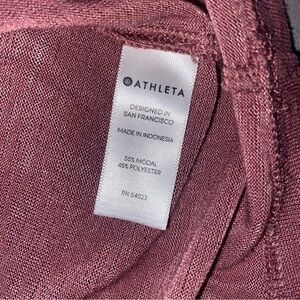 ATHLETA
DESIGNED IN
SAN FRANCISCO
MADE IN INDONESIA
55% MODAL
45% POLYESTER
RN 54023